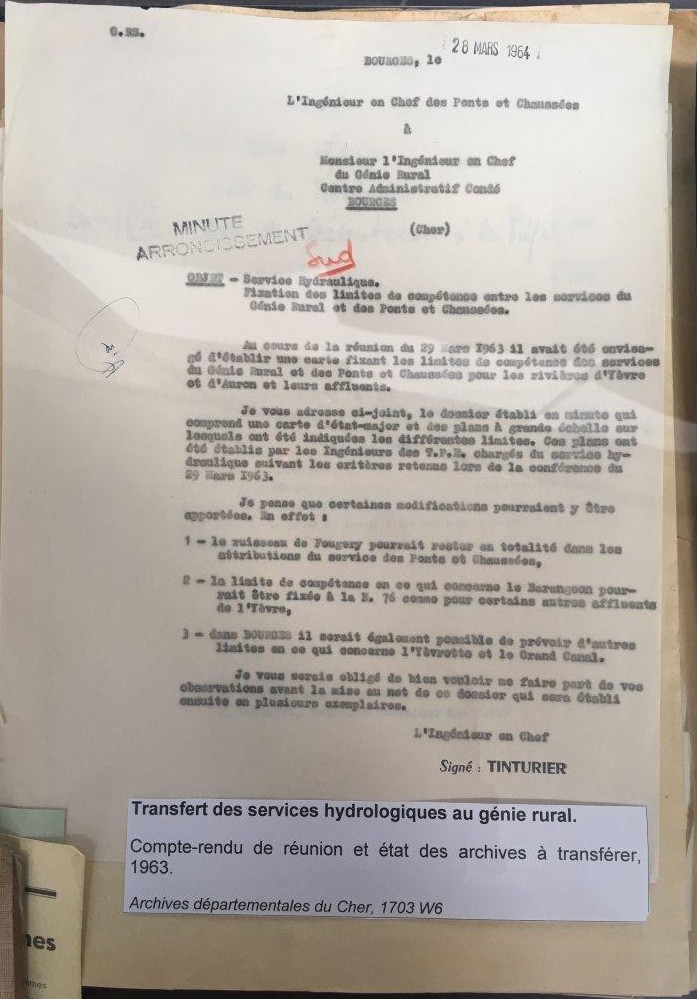 G.RS.
28 MARS 1964
BOURGES, le
L'Ingénieur en Chef des Ponts et Chaussées
à
Monsieur l'Ingénieur en Chef
du Génie Rural
Centre Administratif Condé
BOURGES
(Cher)
MINUTE
ARRONDISSEMENT
Sud
OBJET - Service Hydraulique.
Fixation des limites de compétence entre les services du
Génie Rural et des Ponts et Chaussées.
Au cours de la réunion du 29 Mars 1963 il avait été envisa-
gé d'établir une carte fixant les limites de compétence des services
du Génie Rural et des Ponts et Chaussées pour les rivières d'Yèvre
et d'Auron et leurs affluents.
Je vous adresse ci-joint, le dossier établi en minute qui
comprend une carte d'état-major et des plans à grande échelle sur
lesquels ont été indiquées les différentes limites. Ces plans ont
été établis par les Ingénieurs des T.P.E. chargés du service hy-
draulique suivant les critères retenus lors de la conférence du
29 Mars 1963.
Je pense que certaines modifications pourraient y être
apportées. En effet :
1 - le ruisseau de Fougery pourrait rester en totalité dans les
attributions du service des Ponts et Chaussées,
2 - la limite de compétence en ce qui concerne le Barangeon pour-
rait être fixée à la N. 76 comme pour certains autres affluents
de l'Yèvre,
3 - dans BOURGES il serait également possible de prévoir d'autres
limites en ce qui concerne l'Yèvrette et le Grand Canal.
Je vous serais obligé de bien vouloir me faire part de vos
observations avant la mise au net de ce dossier qui sera établi
ensuite en plusieurs exemplaires.
L'Ingénieur en Chef
Signé : TINTURIER
Transfert des services hydrologiques au génie rural.
Compte-rendu de réunion et état des archives à transférer,
1963.
Archives départementales du Cher, 1703 W6
nes